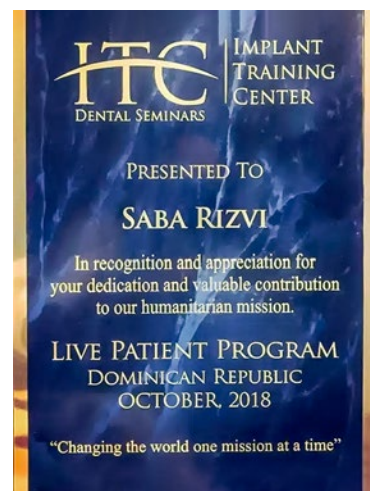 ITC
DENTAL SEMINARS
IMPLANT
TRAINING
CENTER
PRESENTED TO
SABA RIZVI
In recognition and appreciation for
your dedication and valuable contribution
to our humanitarian mission.
LIVE PATIENT PROGRAM
DOMINICAN REPUBLIC
OCTOBER, 2018
“Changing the world one mission at a time”